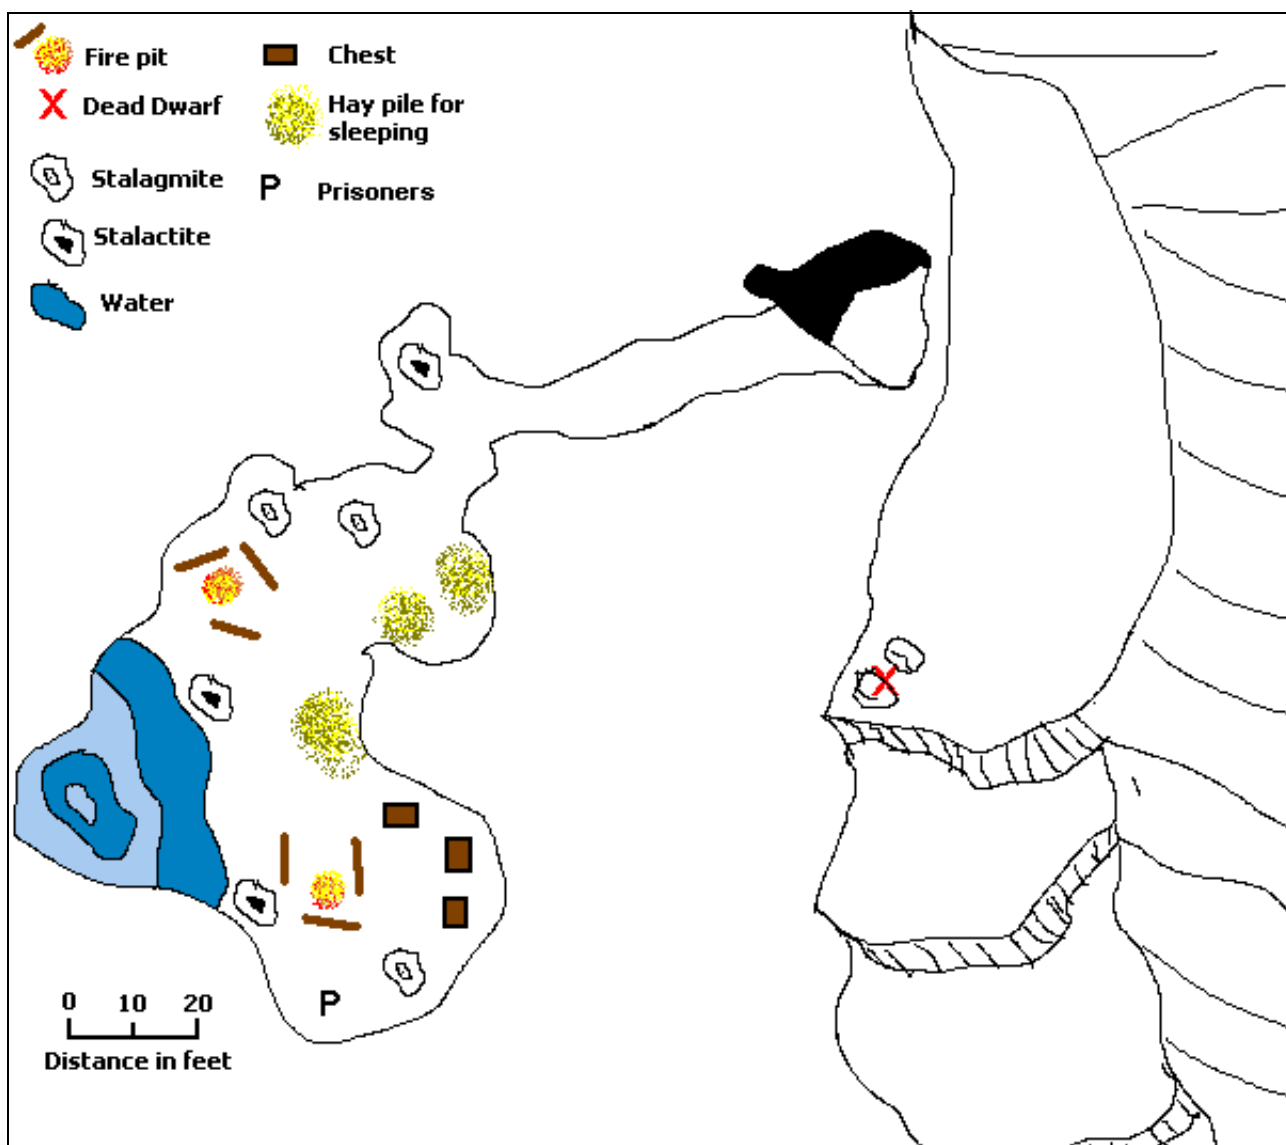 Fire pit
Chest
Dead Dwarf
Hay pile for
sleeping
Stalagmite
P Prisoners
Stalactite
Water
P
0 10 20
Distance in feet